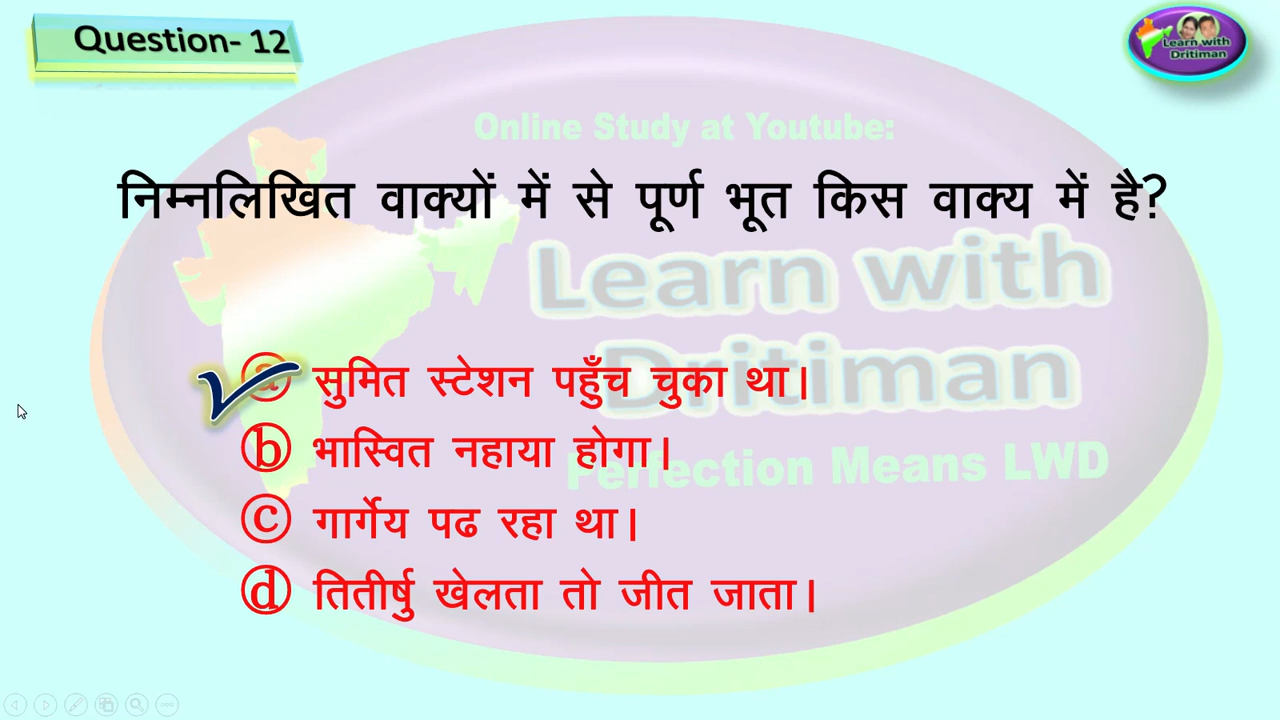 Question- 12
Learn with
Dritiman
Online Study at Youtube:
निम्नलिखित वाक्यों में से पूर्ण भूत किस वाक्य में है?
Learn with
Dritiman
Perfection Means LWD
ⓐ सुमित स्टेशन पहुँच चुका था।
ⓑ भास्वित नहाया होगा।
ⓒ गार्गेय पढ रहा था।
ⓓ तितीर्षु खेलता तो जीत जाता।